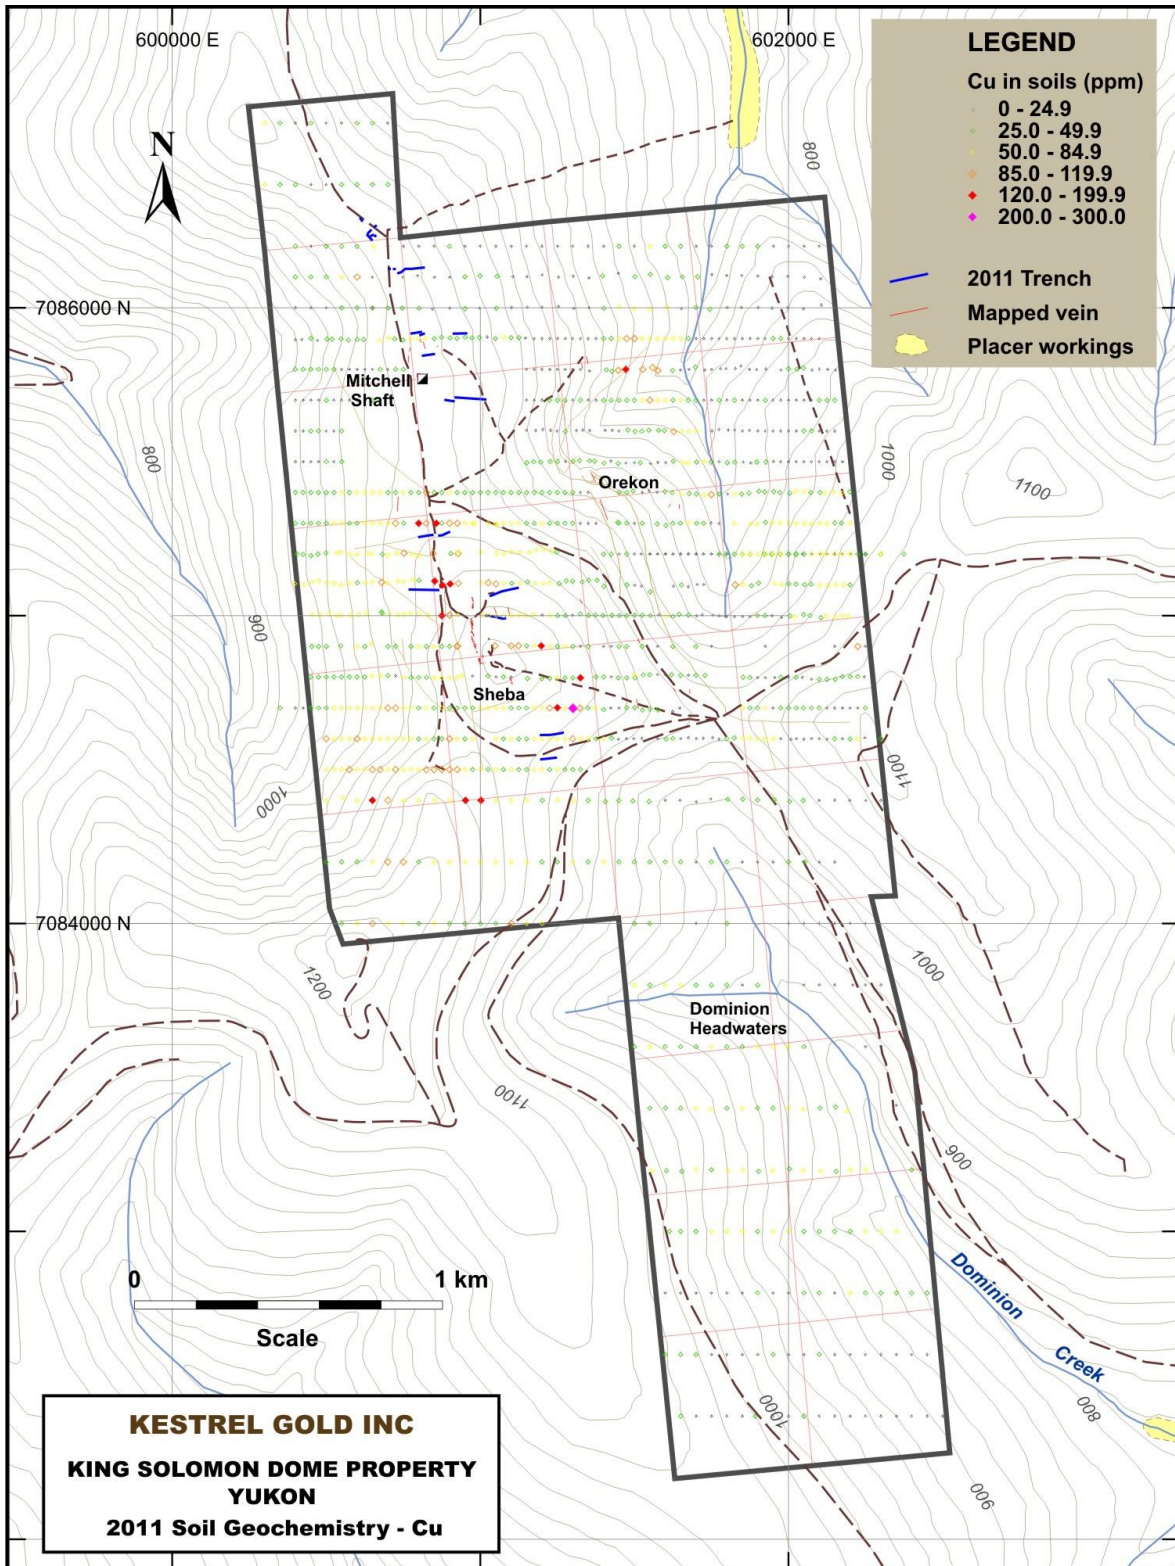 600000 E
602000 E
LEGEND
Cu in soils (ppm)
0 - 24.9
25.0 - 49.9
50.0 - 84.9
85.0 - 119.9
120.0 - 199.9
200.0 - 300.0
2011 Trench
Mapped vein
Placer workings
N
800
7086000 N
Mitchell
Shaft
800
1000
1100
Orekon
900
Sheba
1100
1000
7084000 N
1200
1000
Dominion
Headwaters
1100
900
Dominion
Creek
0
1 km
Scale
1000
800
900
KESTREL GOLD INC
KING SOLOMON DOME PROPERTY
YUKON
2011 Soil Geochemistry - Cu